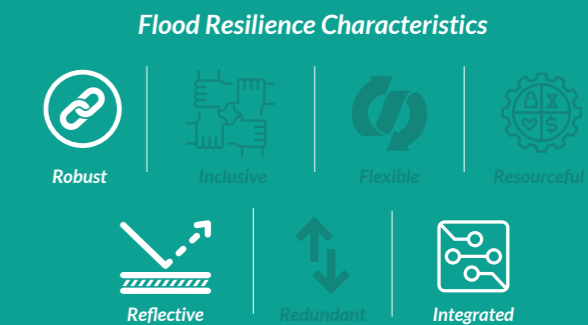 Flood Resilience Characteristics
Robust Inclusive Flexible Resourceful
Reflective Redundant Integrated